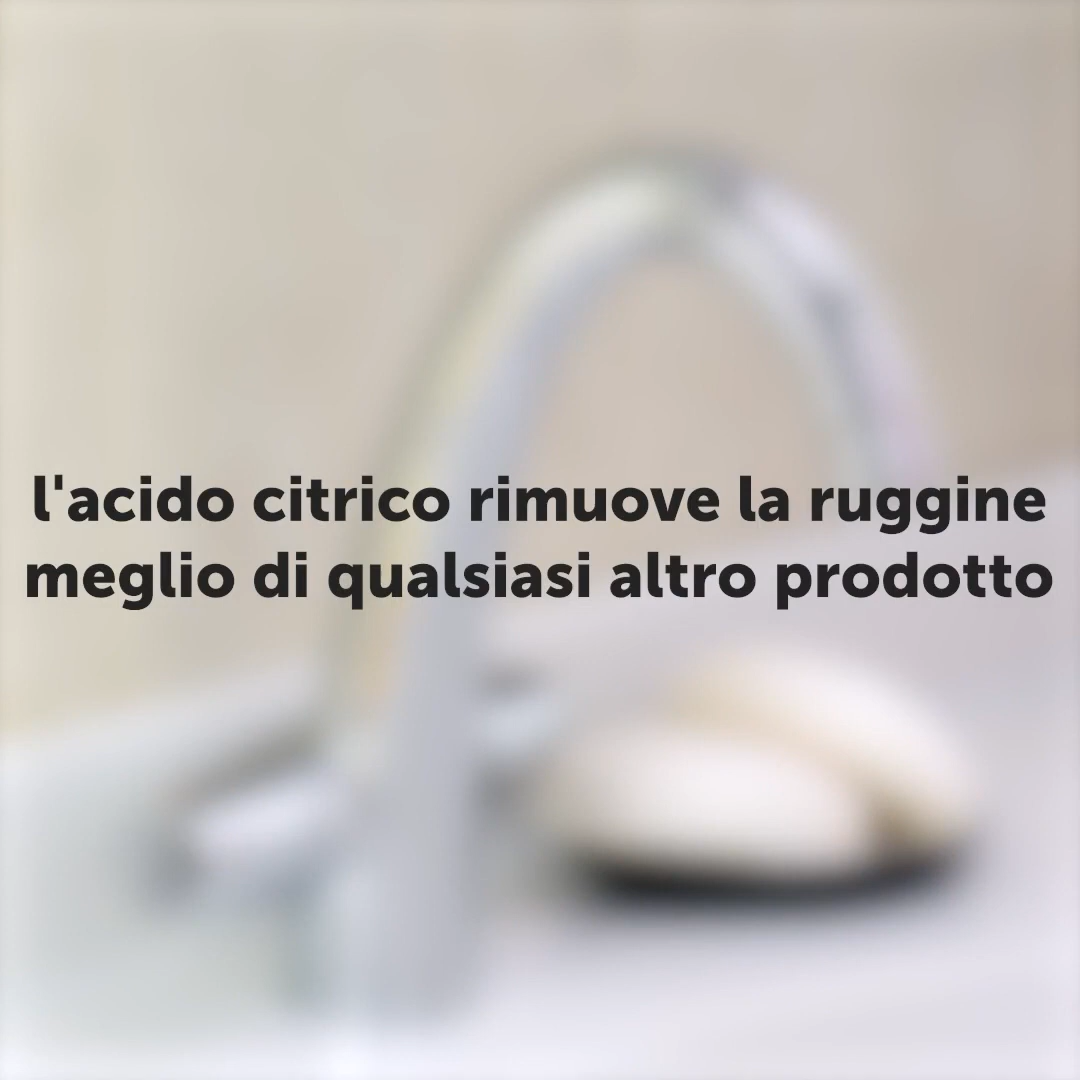 l'acido citrico rimuove la ruggine
meglio di qualsiasi altro prodotto